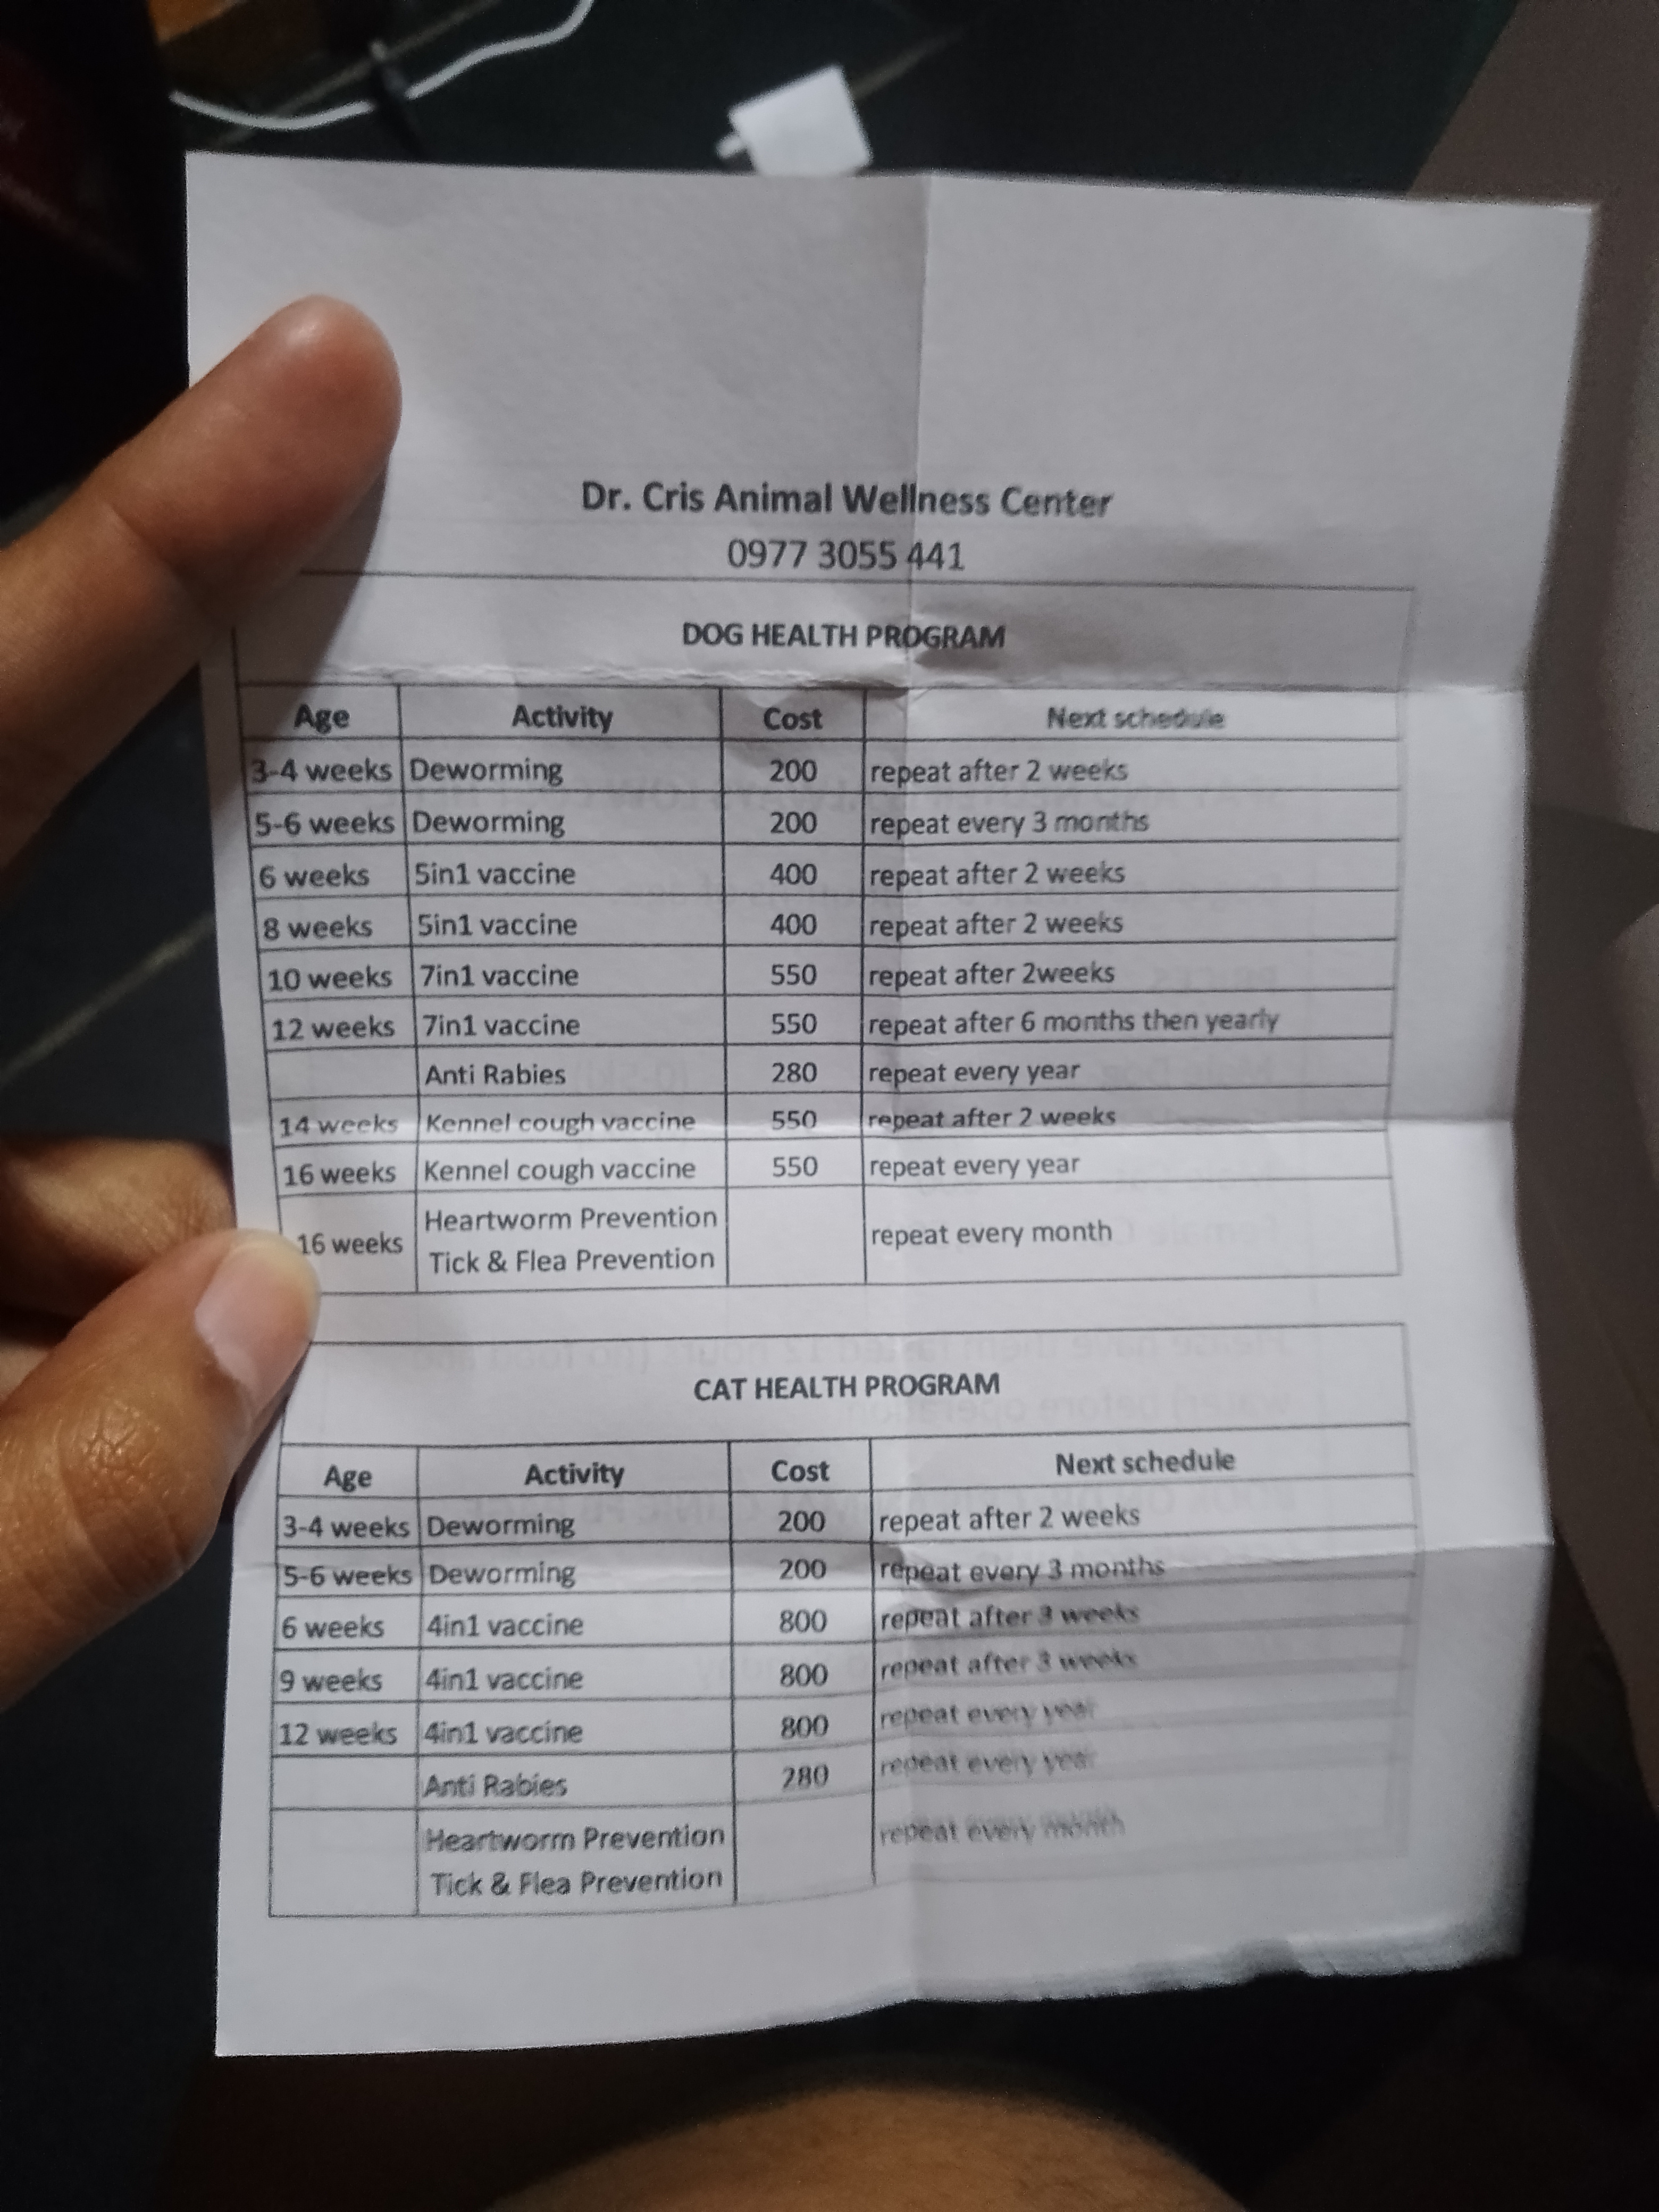 Dr. Cris Animal Wellness Center
0977 3055 441
DOG HEALTH PROGRAM
Age Activity Cost Next schedule
3-4 weeks Deworming 200 repeat after 2 weeks
5-6 weeks Deworming 200 repeat every 3 months
6 weeks 5in1 vaccine 400 repeat after 2 weeks
8 weeks 5in1 vaccine 400 repeat after 2 weeks
10 weeks 7in1 vaccine 550 repeat after 2weeks
12 weeks 7in1 vaccine 550 repeat after 6 months then yearly
Anti Rabies 280 repeat every year
14 weeks Kennel cough vaccine 550 repeat after 2 weeks
16 weeks Kennel cough vaccine 550 repeat every year
16 weeks Heartworm Prevention repeat every month
Tick & Flea Prevention
CAT HEALTH PROGRAM
Age Activity Cost Next schedule
3-4 weeks Deworming 200 repeat after 2 weeks
5-6 weeks Deworming 200 repeat every 3 months
6 weeks 4in1 vaccine 800 repeat after 3 weeks
9 weeks 4in1 vaccine 800 repeat after 3 weeks
12 weeks 4in1 vaccine 800 repeat every year
Anti Rabies 280 repeat every year
Heartworm Prevention repeat every month
Tick & Flea Prevention